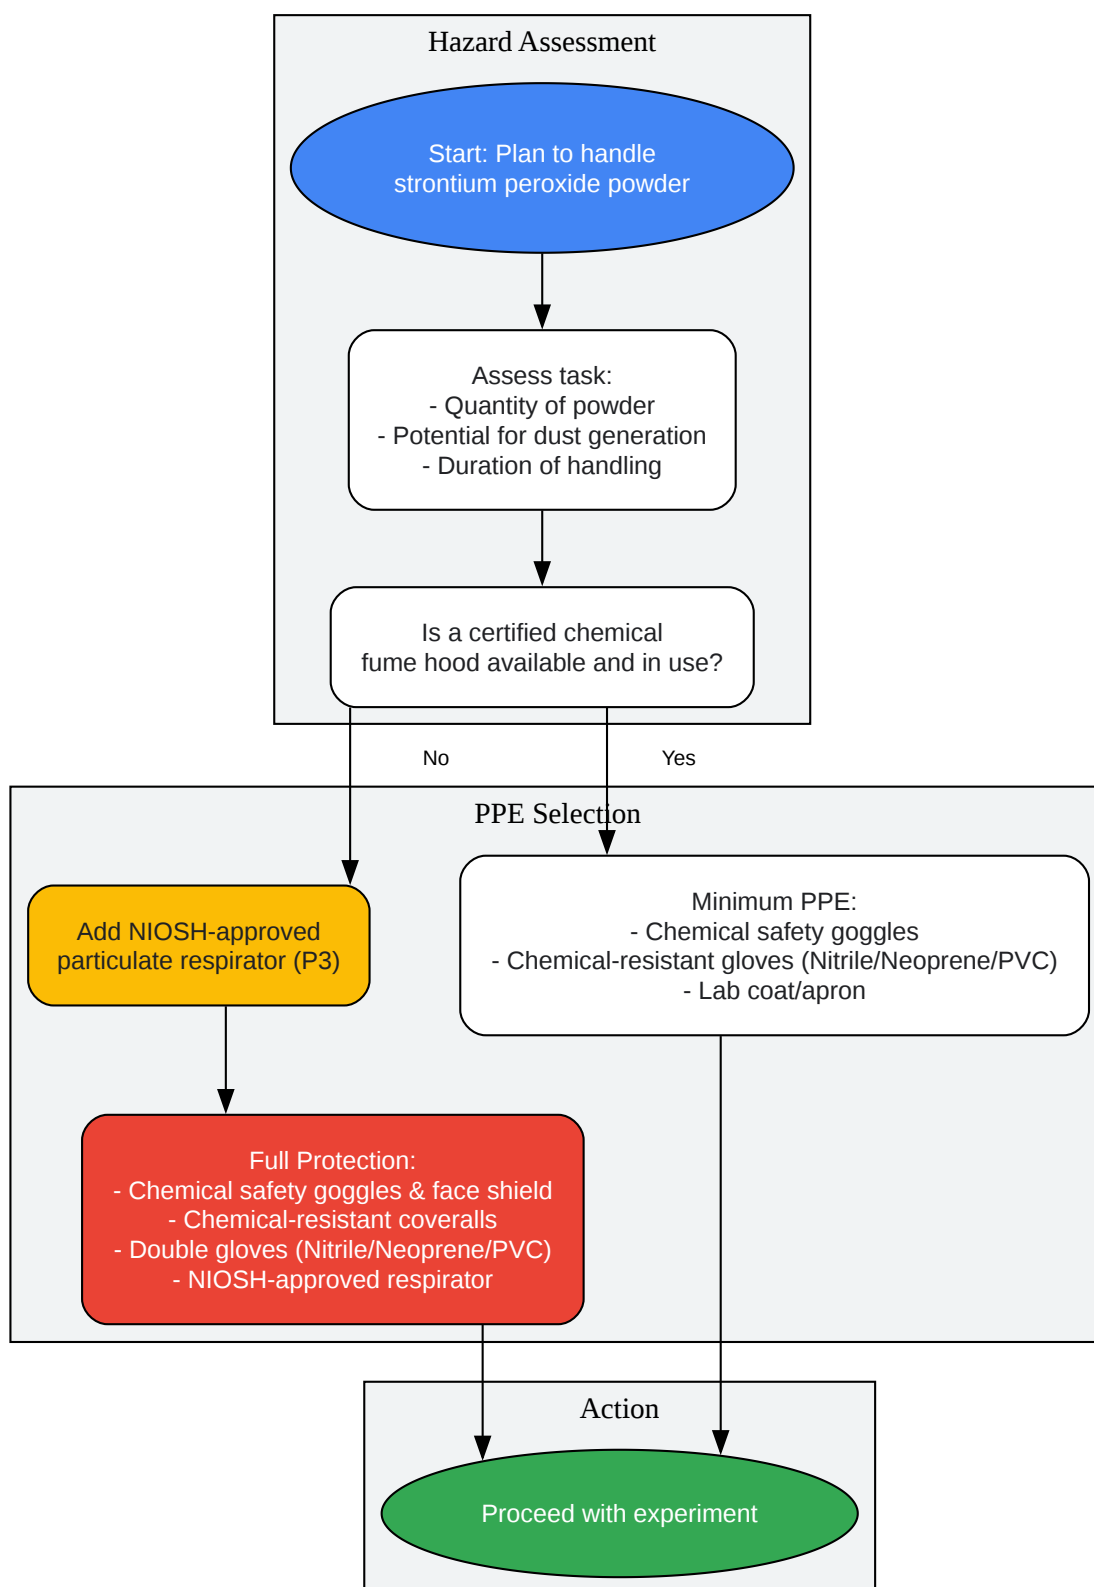 Hazard Assessment
Start: Plan to handle
strontium peroxide powder
Assess task:
- Quantity of powder
- Potential for dust generation
- Duration of handling
Is a certified chemical
fume hood available and in use?
No
Yes
PPE Selection
Add NIOSH-approved
particulate respirator (P3)
Minimum PPE:
- Chemical safety goggles
- Chemical-resistant gloves (Nitrile/Neoprene/PVC)
- Lab coat/apron
Full Protection:
- Chemical safety goggles & face shield
- Chemical-resistant coveralls
- Double gloves (Nitrile/Neoprene/PVC)
- NIOSH-approved respirator
Action
Proceed with experiment